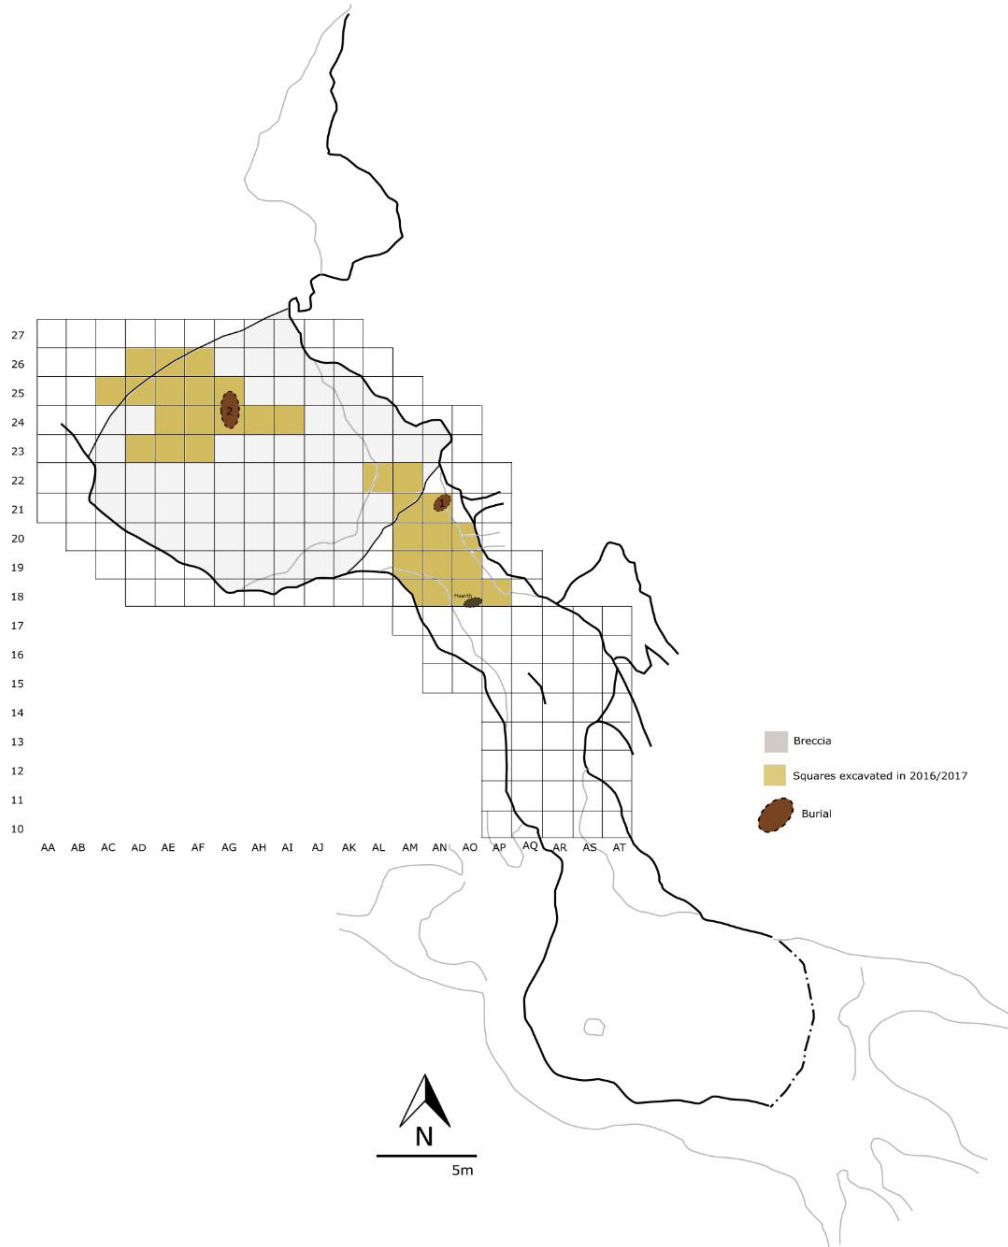 27
26
25
2
24
23
22
21
1
20
19
18
Hearth
17
16
15
14
13
12
11
10
AA AB AC AD AE AF AG AH AI AJ AK AL AM AN AO AP AQ AR AS AT
Breccia
Squares excavated in 2016/2017
Burial
N
5m